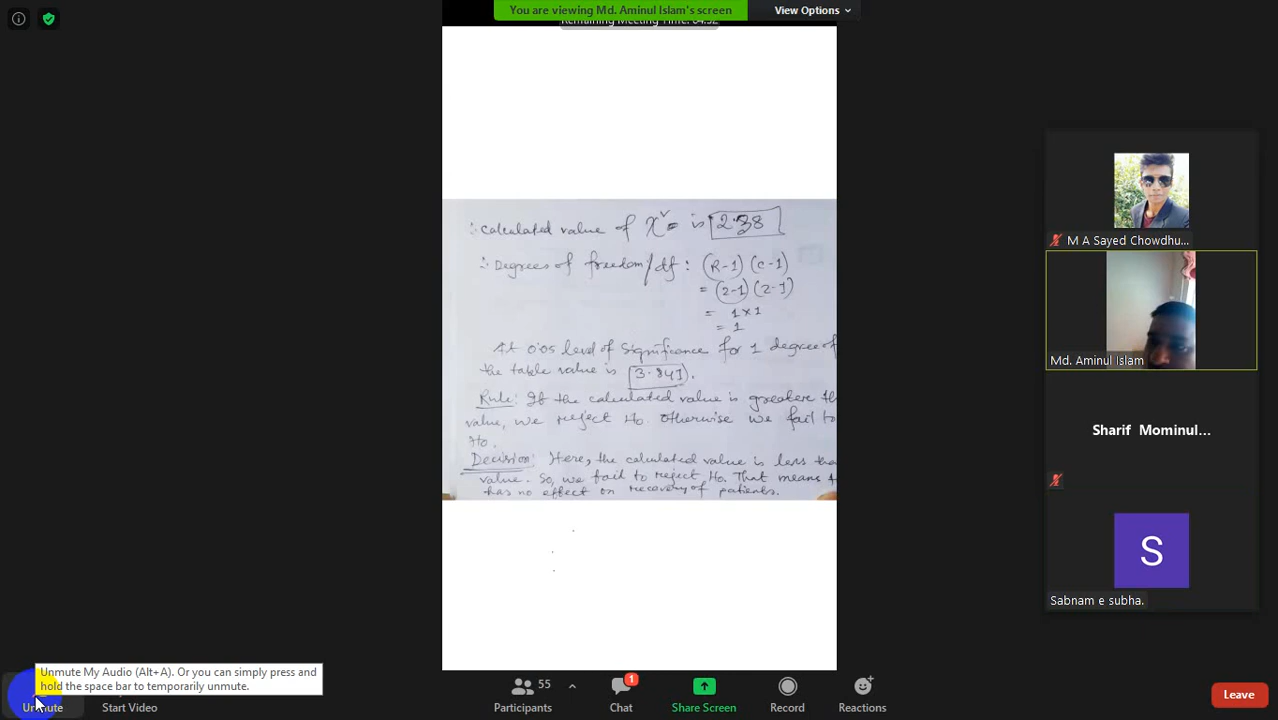 You are viewing Md. Aminul Islam's screen
View Options
Remaining Meeting Time: 04:52
∴ Calculated value of χ² = is 2.38
∴ Degrees of freedom/df : (R-1) (C-1)
= (2-1) (2-1)
= 1×1
= 1
At 0.05 level of Significance for 1 degree of
the table value is 3.841.
Rule: If the calculated value is greatere th
value, we reject Ho. otherwise we fail to
Ho.
Decision: Here, the calculated value is less tha
value. So, we fail to reject Ho. That means t
has no effect on recovery of patients.
M A Sayed Chowdhu...
Md. Aminul Islam
Sharif Mominul...
S
Sabnam e subha.
Unmute My Audio (Alt+A). Or you can simply press and
hold the space bar to temporarily unmute.
Unmute
Start Video
55
Participants
1
Chat
Share Screen
Record
Reactions
Leave